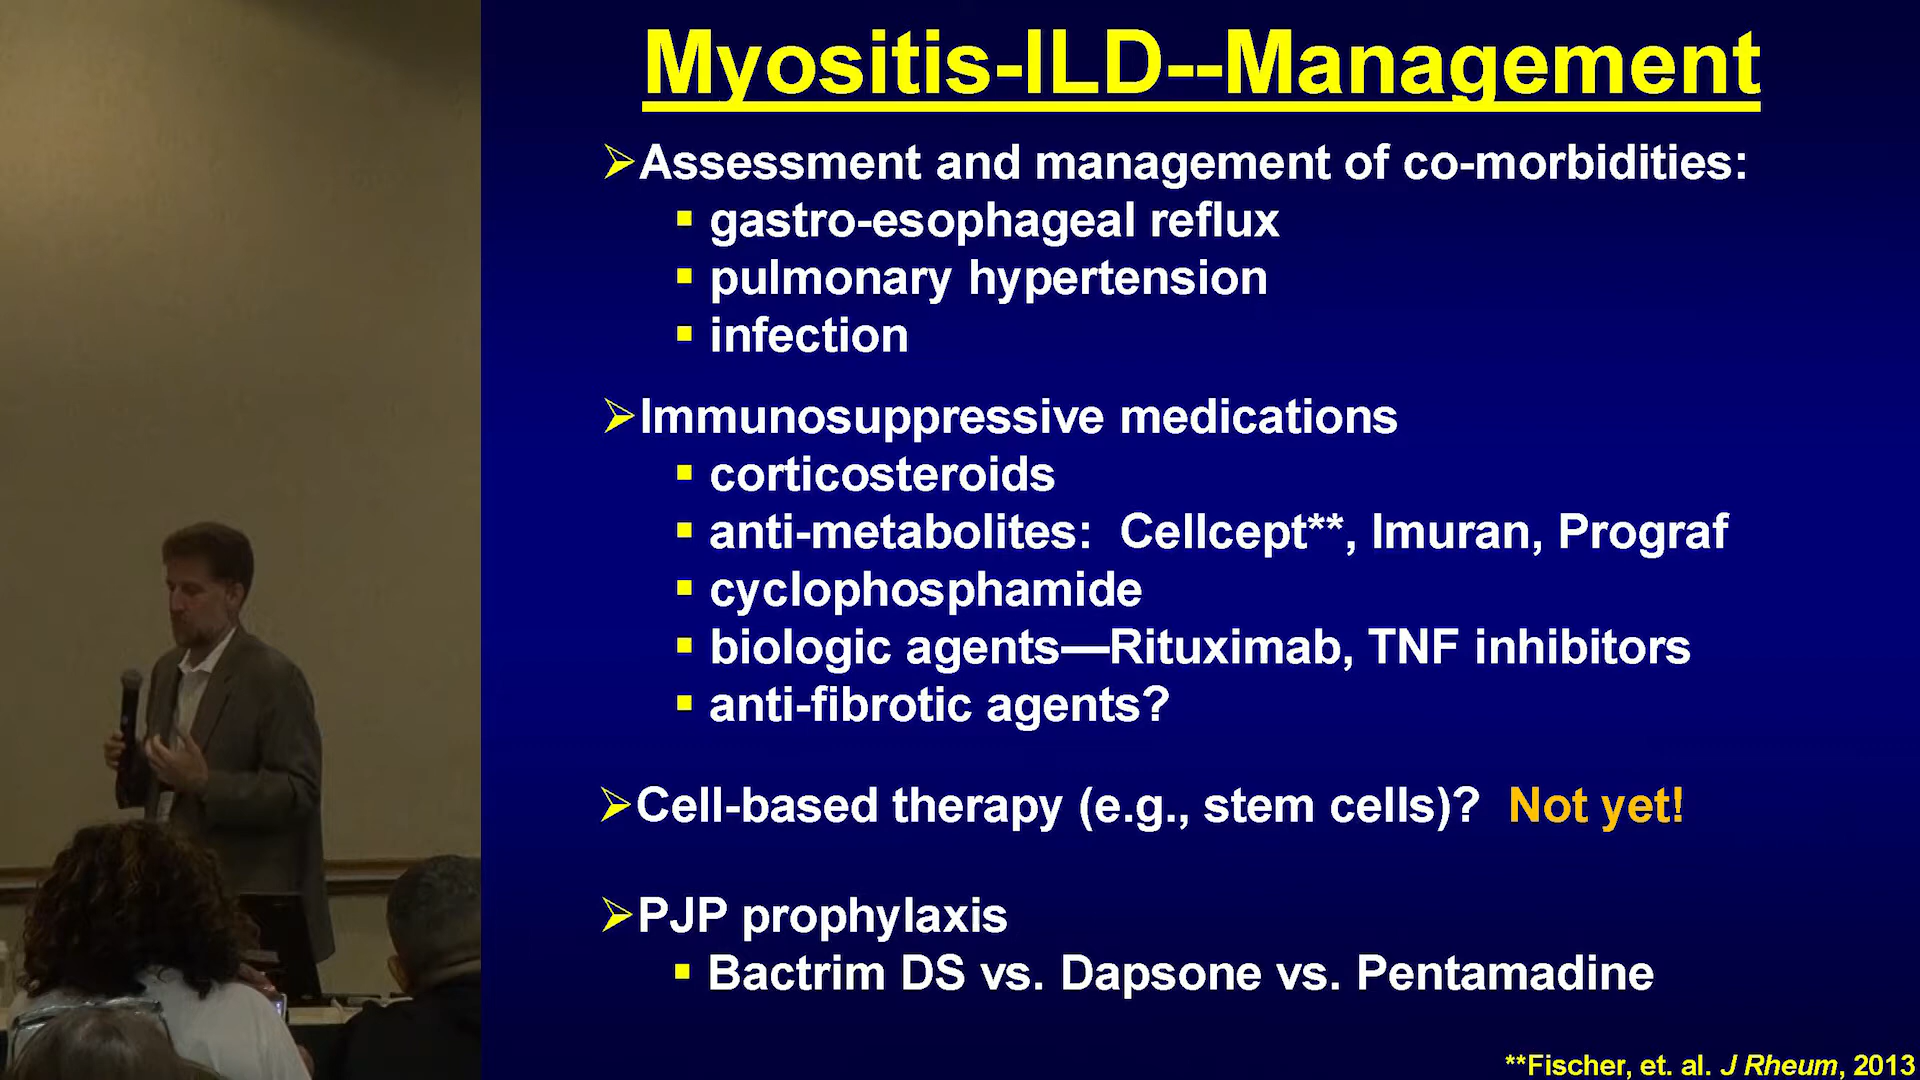 Myositis-ILD--Management
➢Assessment and management of co-morbidities:
▪ gastro-esophageal reflux
▪ pulmonary hypertension
▪ infection
➢Immunosuppressive medications
▪ corticosteroids
▪ anti-metabolites: Cellcept**, Imuran, Prograf
▪ cyclophosphamide
▪ biologic agents—Rituximab, TNF inhibitors
▪ anti-fibrotic agents?
➢Cell-based therapy (e.g., stem cells)? Not yet!
➢PJP prophylaxis
▪ Bactrim DS vs. Dapsone vs. Pentamadine
**Fischer, et. al. J Rheum, 2013